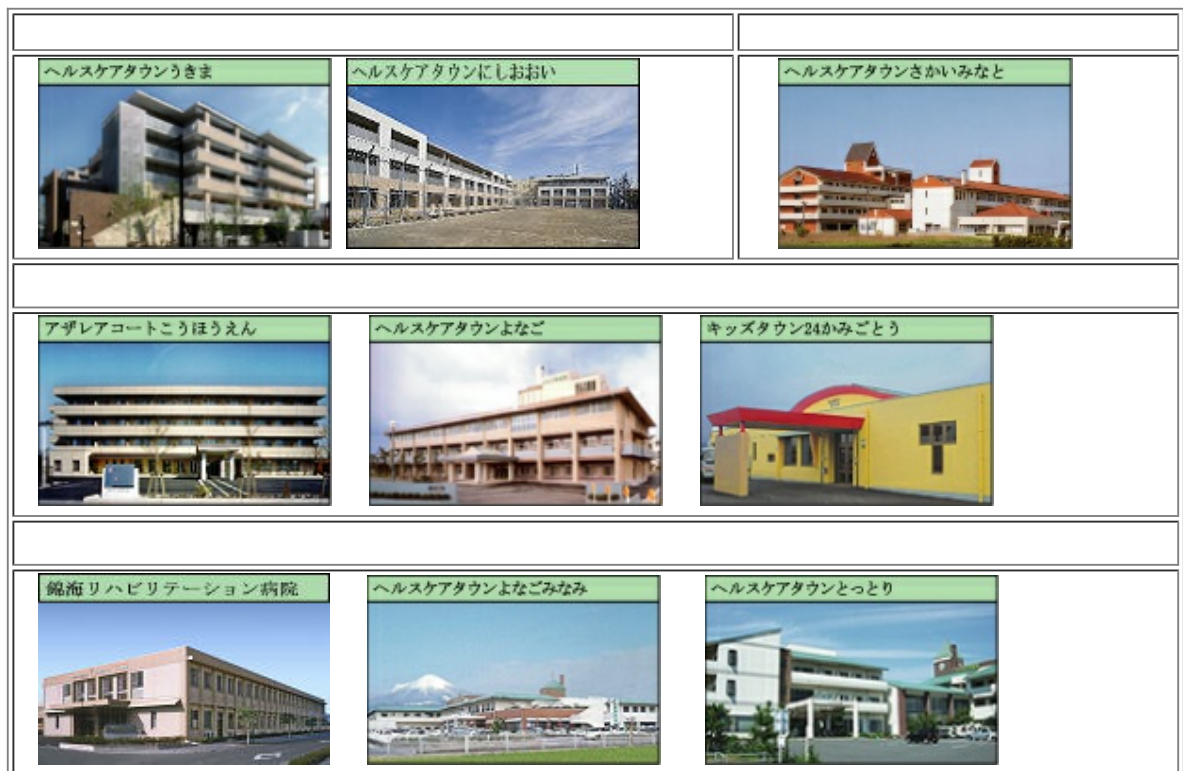 ヘルスケアタウンうきま
ヘルスケアタウンにしおおい
ヘルスケアタウンさかいみなと
アザレアコートこうほうえん
ヘルスケアタウンよなご
キッズタウン24かみごとう
錦海リハビリテーション病院
ヘルスケアタウンよなごみなみ
ヘルスケアタウンとっとり